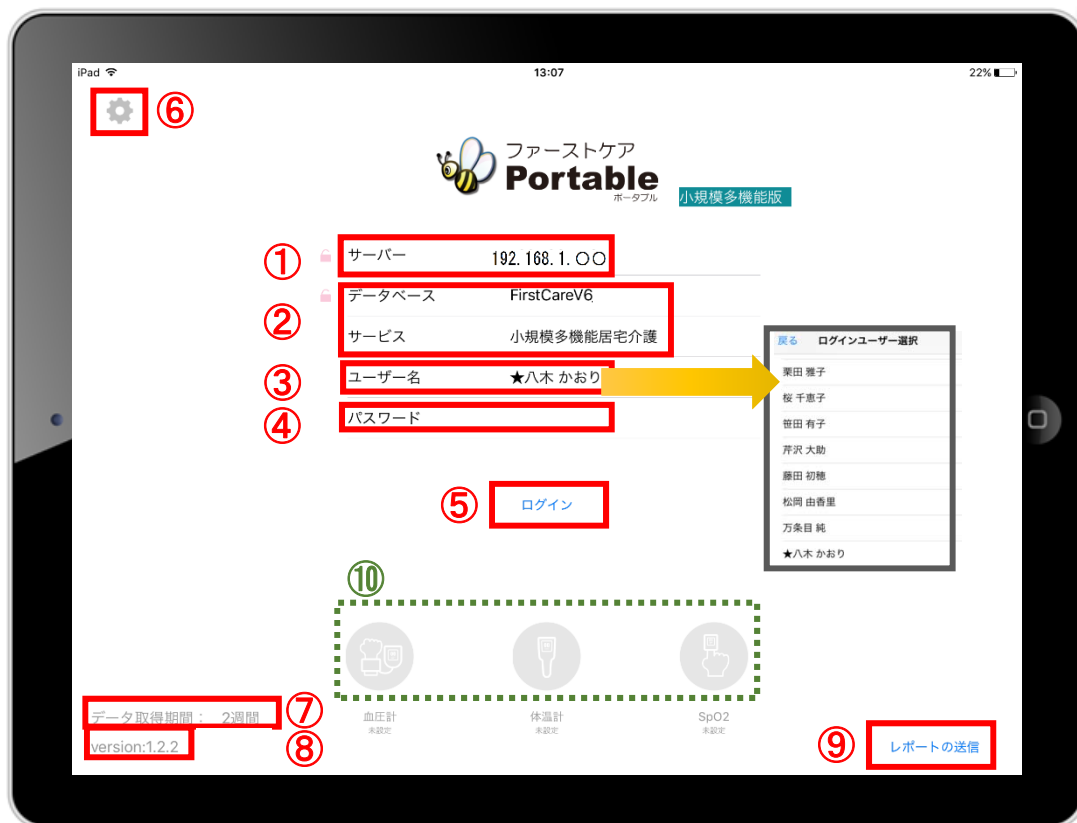 iPad 13:07 22%
⑥
ファーストケア
Portable
ポータブル
小規模多機能版
① サーバー 192.168.1.〇〇
データベース FirstCareV6
②
サービス 小規模多機能居宅介護
③ ユーザー名 ★八木 かおり
④ パスワード
戻る ログインユーザー選択
栗田 雅子
桜 千恵子
笹田 有子
芹沢 大助
藤田 初穂
松岡 由香里
万条目 純
★八木 かおり
⑤ ログイン
⑩
血圧計 体温計 SpO2
未設定 未設定 未設定
データ取得期間： 2週間 ⑦
version:1.2.2 ⑧
⑨ レポートの送信